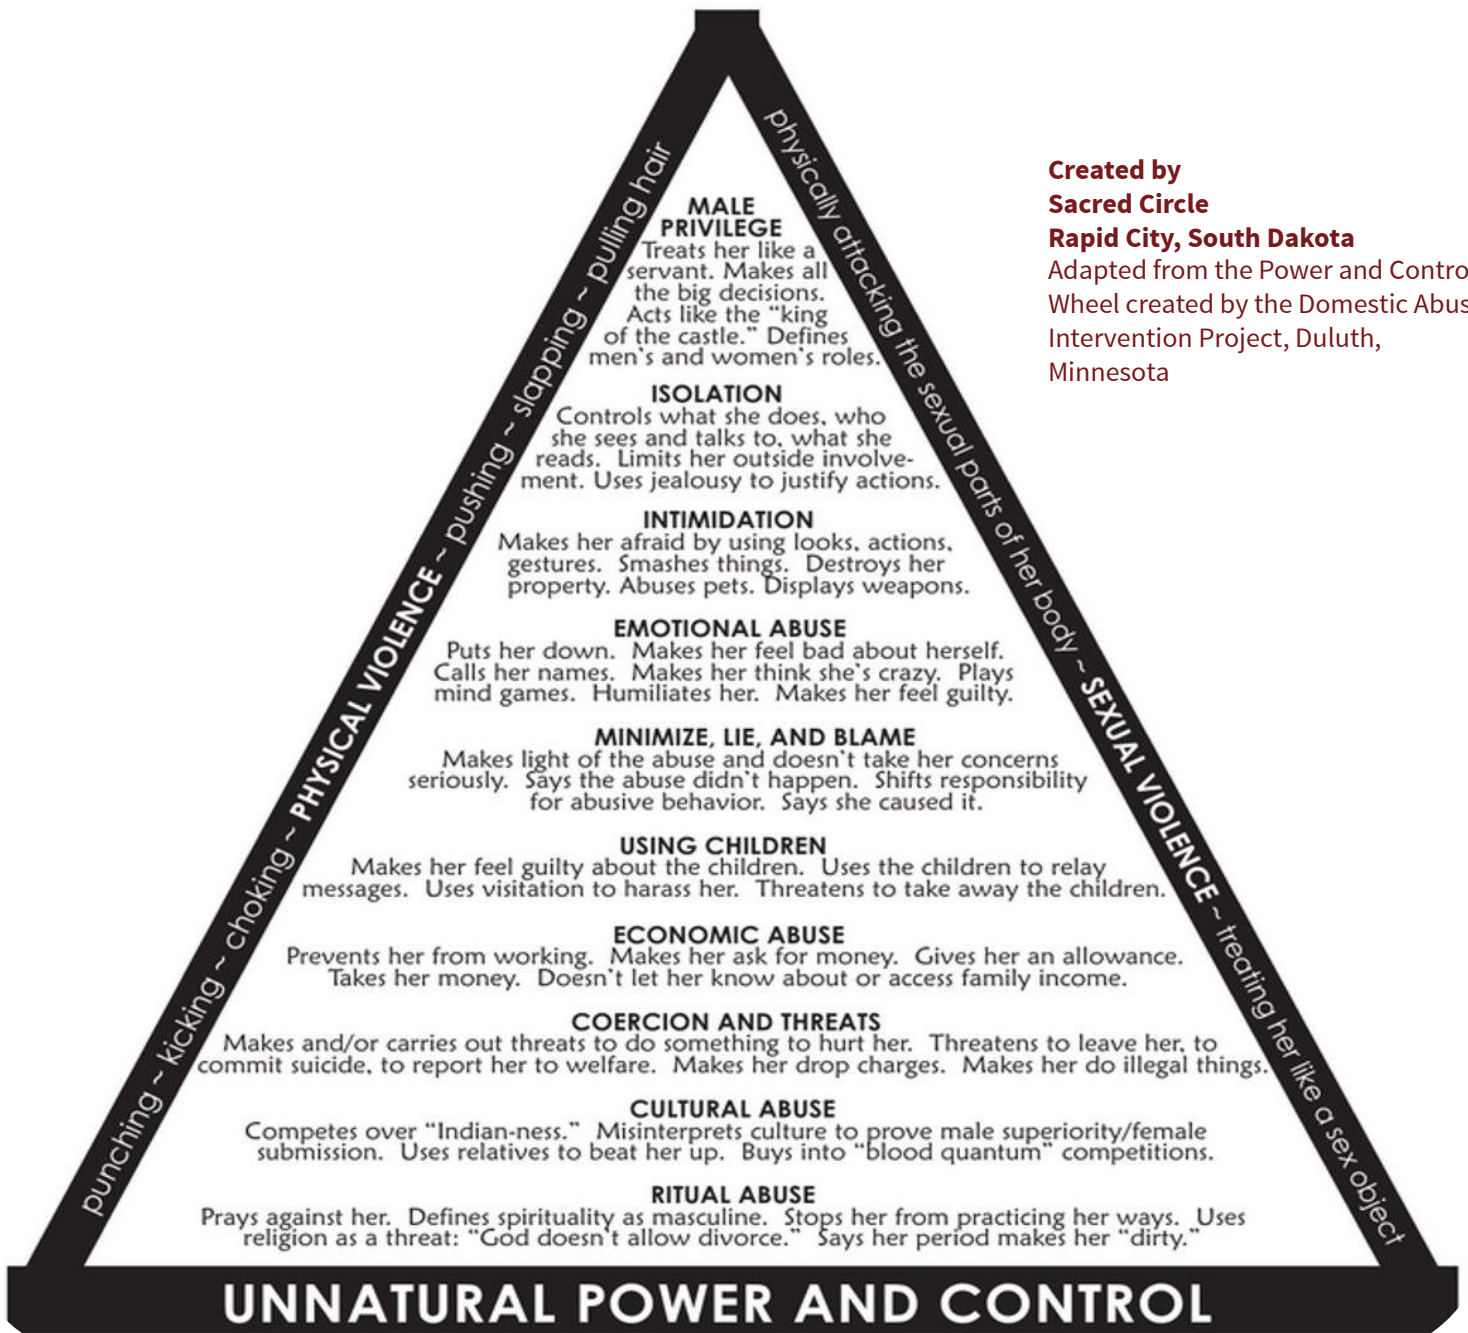 MALE
PRIVILEGE
Treats her like a
servant. Makes all
the big decisions.
Acts like the “king
of the castle.” Defines
men's and women's roles.
ISOLATION
Controls what she does, who
she sees and talks to, what she
reads. Limits her outside involve-
ment. Uses jealousy to justify actions.
INTIMIDATION
Makes her afraid by using looks, actions,
gestures. Smashes things. Destroys her
property. Abuses pets. Displays weapons.
EMOTIONAL ABUSE
Puts her down. Makes her feel bad about herself.
Calls her names. Makes her think she's crazy. Plays
mind games. Humiliates her. Makes her feel guilty.
MINIMIZE, LIE, AND BLAME
Makes light of the abuse and doesn't take her concerns
seriously. Says the abuse didn't happen. Shifts responsibility
for abusive behavior. Says she caused it.
USING CHILDREN
Makes her feel guilty about the children. Uses the children to relay
messages. Uses visitation to harass her. Threatens to take away the children.
ECONOMIC ABUSE
Prevents her from working. Makes her ask for money. Gives her an allowance.
Takes her money. Doesn't let her know about or access family income.
COERCION AND THREATS
Makes and/or carries out threats to do something to hurt her. Threatens to leave her, to
commit suicide, to report her to welfare. Makes her drop charges. Makes her do illegal things.
CULTURAL ABUSE
Competes over “Indian-ness.” Misinterprets culture to prove male superiority/female
submission. Uses relatives to beat her up. Buys into “blood quantum” competitions.
RITUAL ABUSE
Prays against her. Defines spirituality as masculine. Stops her from practicing her ways. Uses
religion as a threat: “God doesn't allow divorce.” Says her period makes her “dirty.”
punching ~ kicking ~ choking ~ PHYSICAL VIOLENCE ~ pushing ~ slapping ~ pulling hair
physically attacking the sexual parts of her body ~ SEXUAL VIOLENCE ~ treating her like a sex object
UNNATURAL POWER AND CONTROL
Created by
Sacred Circle
Rapid City, South Dakota
Adapted from the Power and Contro
Wheel created by the Domestic Abus
Intervention Project, Duluth,
Minnesota